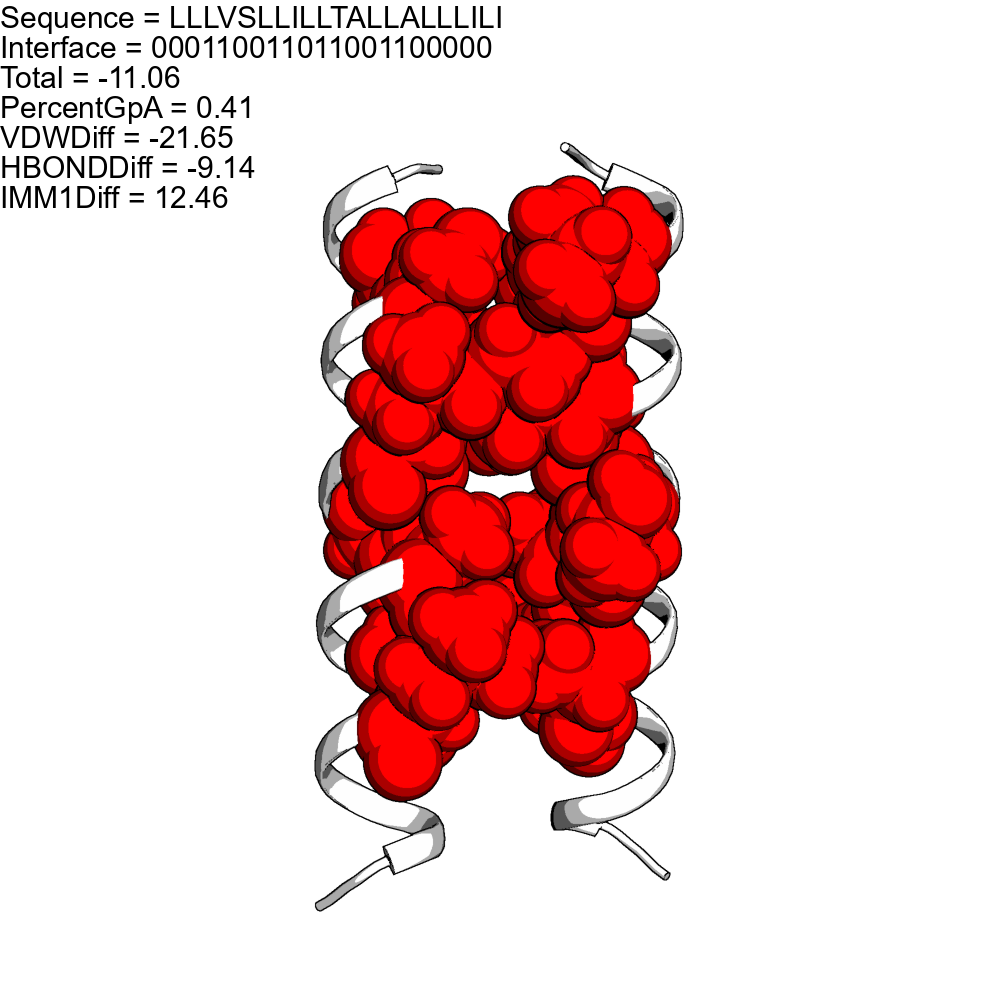 Sequence = LLLVSLLILLTALLALLLILI
Interface = 000110011011001100000
Total = -11.06
PercentGpA = 0.41
VDWDiff = -21.65
HBONDDiff = -9.14
IMM1Diff = 12.46